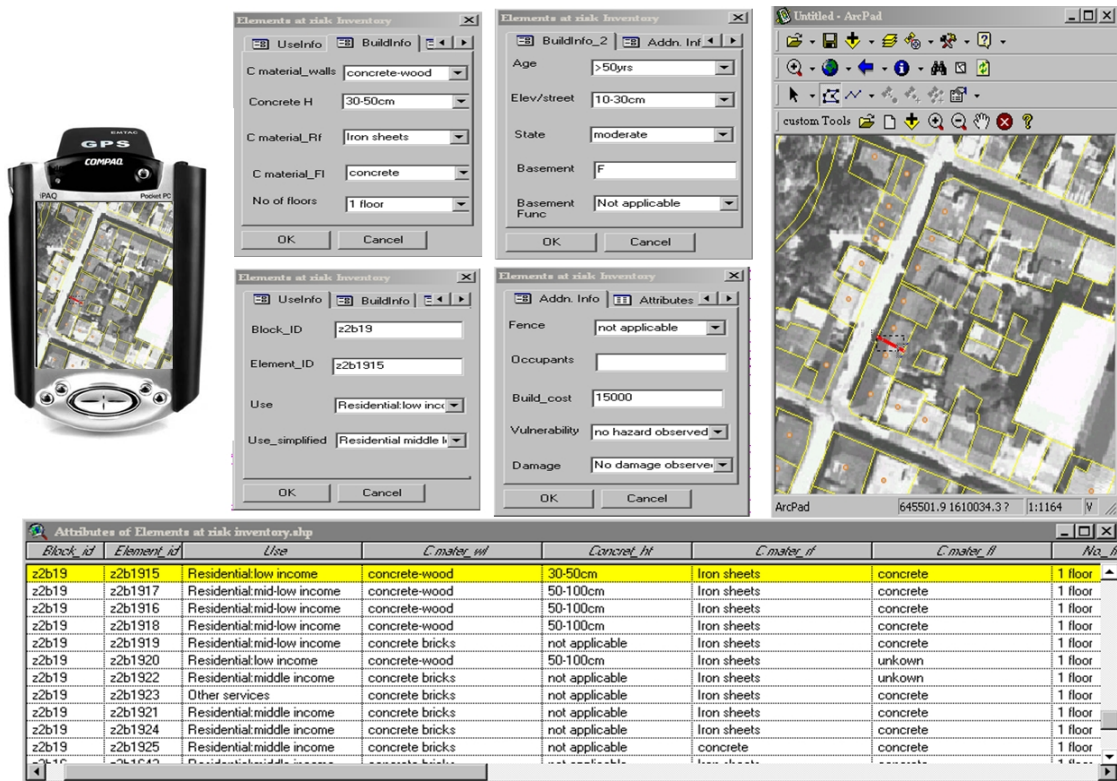 EMTAC
GPS
COMPAQ
iPAQ Pocket PC
Elements at risk Inventory
UseInfo BuildInfo
C material_walls concrete-wood
Concrete H 30-50cm
C material_Rf Iron sheets
C material_Fl concrete
No of floors 1 floor
OK Cancel
Elements at risk Inventory
BuildInfo_2 Addn. Inf
Age >50yrs
Elev/street 10-30cm
State moderate
Basement F
Basement Func Not applicable
OK Cancel
Elements at risk Inventory
UseInfo BuildInfo
Block_ID z2b19
Element_ID z2b1915
Use Residential:low inc
Use_simplified Residential middle l
OK Cancel
Elements at risk Inventory
Addn. Info Attributes
Fence not applicable
Occupants
Build_cost 15000
Vulnerability no hazard observed
Damage No damage observe
OK Cancel
Untitled - ArcPad
custom Tools
ArcPad 645501.9 1610034.3 ? 1:1164 V
Attributes of Elements at risk inventory.shp
Block_id Element_id Use C mater_wl Concret_ht C mater_rf C mater_fl No_fl
z2b19 z2b1915 Residential:low income concrete-wood 30-50cm Iron sheets concrete 1 floor
z2b19 z2b1917 Residential:mid-low income concrete-wood 50-100cm Iron sheets concrete 1 floor
z2b19 z2b1916 Residential:mid-low income concrete-wood 50-100cm Iron sheets concrete 1 floor
z2b19 z2b1918 Residential:mid-low income concrete-wood 50-100cm Iron sheets concrete 1 floor
z2b19 z2b1919 Residential:mid-low income concrete bricks not applicable Iron sheets concrete 1 floor
z2b19 z2b1920 Residential:low income concrete-wood 50-100cm Iron sheets unkown 1 floor
z2b19 z2b1922 Residential:middle income concrete bricks not applicable Iron sheets unkown 1 floor
z2b19 z2b1923 Other services concrete bricks not applicable Iron sheets concrete 1 floor
z2b19 z2b1921 Residential:middle income concrete bricks not applicable Iron sheets concrete 1 floor
z2b19 z2b1924 Residential:middle income concrete bricks not applicable Iron sheets concrete 1 floor
z2b19 z2b1925 Residential:middle income concrete bricks not applicable concrete concrete 1 floor